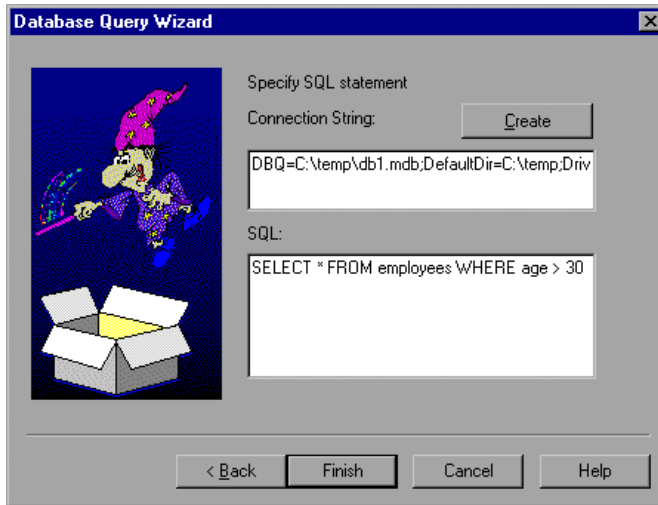 Database Query Wizard
Specify SQL statement
Connection String:
Create
DBQ=C:\temp\db1.mdb;DefaultDir=C:\temp;Driv
SQL:
SELECT * FROM employees WHERE age > 30
< Back
Finish
Cancel
Help